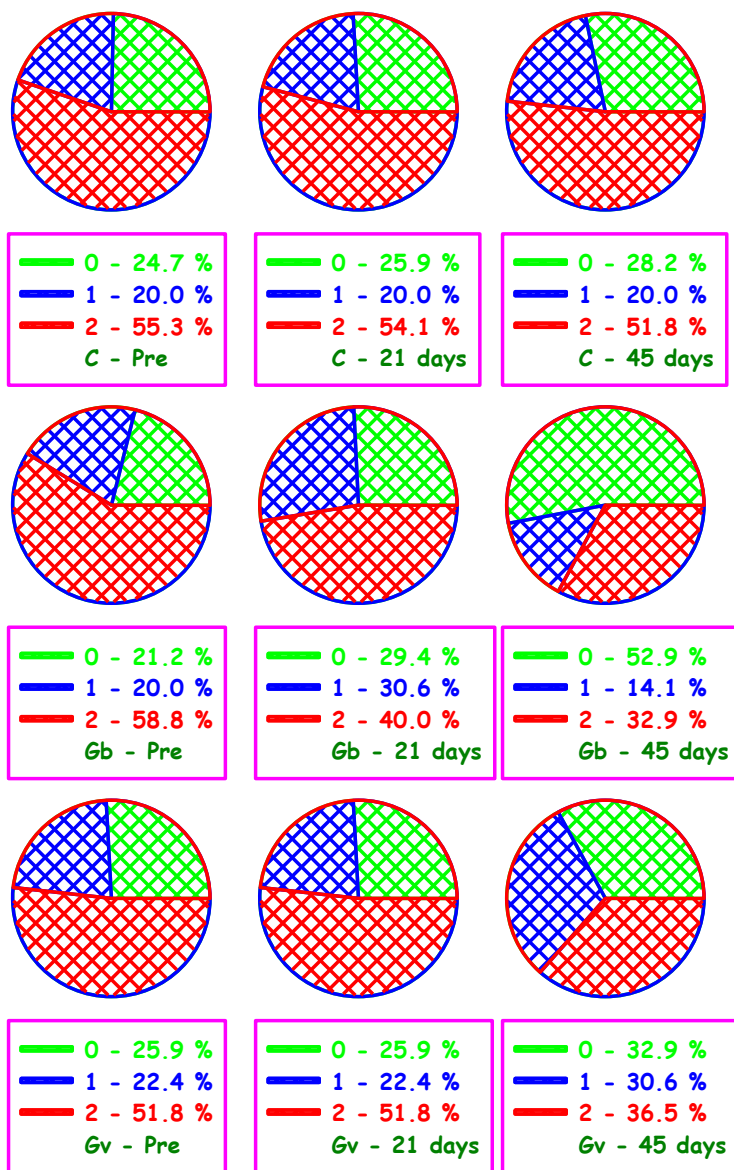 0 - 24.7 %
1 - 20.0 %
2 - 55.3 %
C - Pre
0 - 25.9 %
1 - 20.0 %
2 - 54.1 %
C - 21 days
0 - 28.2 %
1 - 20.0 %
2 - 51.8 %
C - 45 days
0 - 21.2 %
1 - 20.0 %
2 - 58.8 %
Gb - Pre
0 - 29.4 %
1 - 30.6 %
2 - 40.0 %
Gb - 21 days
0 - 52.9 %
1 - 14.1 %
2 - 32.9 %
Gb - 45 days
0 - 25.9 %
1 - 22.4 %
2 - 51.8 %
Gv - Pre
0 - 25.9 %
1 - 22.4 %
2 - 51.8 %
Gv - 21 days
0 - 32.9 %
1 - 30.6 %
2 - 36.5 %
Gv - 45 days